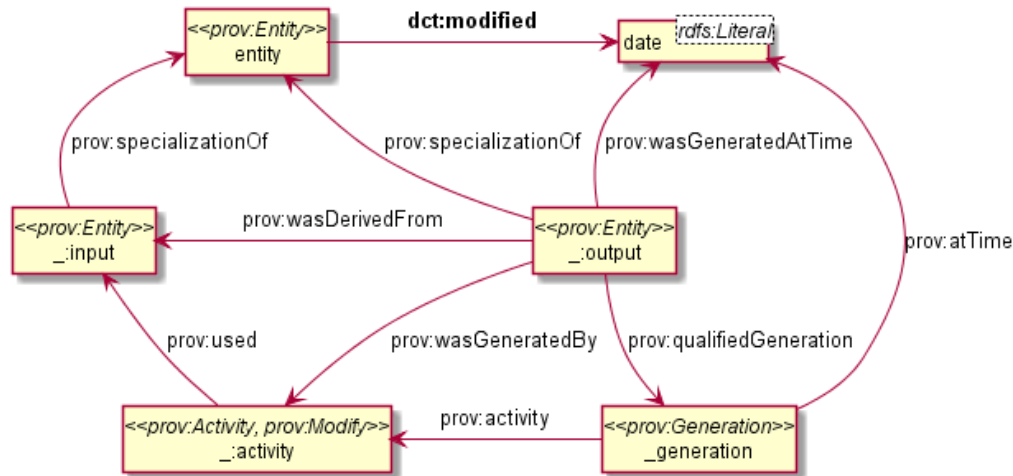 <<prov:Entity>>
entity
dct:modified
date
rdfs:Literal
prov:specializationOf
prov:specializationOf
prov:wasGeneratedAtTime
<<prov:Entity>>
_:input
prov:wasDerivedFrom
<<prov:Entity>>
_:output
prov:atTime
prov:used
prov:wasGeneratedBy
prov:qualifiedGeneration
<<prov:Activity, prov:Modify>>
_:activity
prov:activity
<<prov:Generation>>
_generation